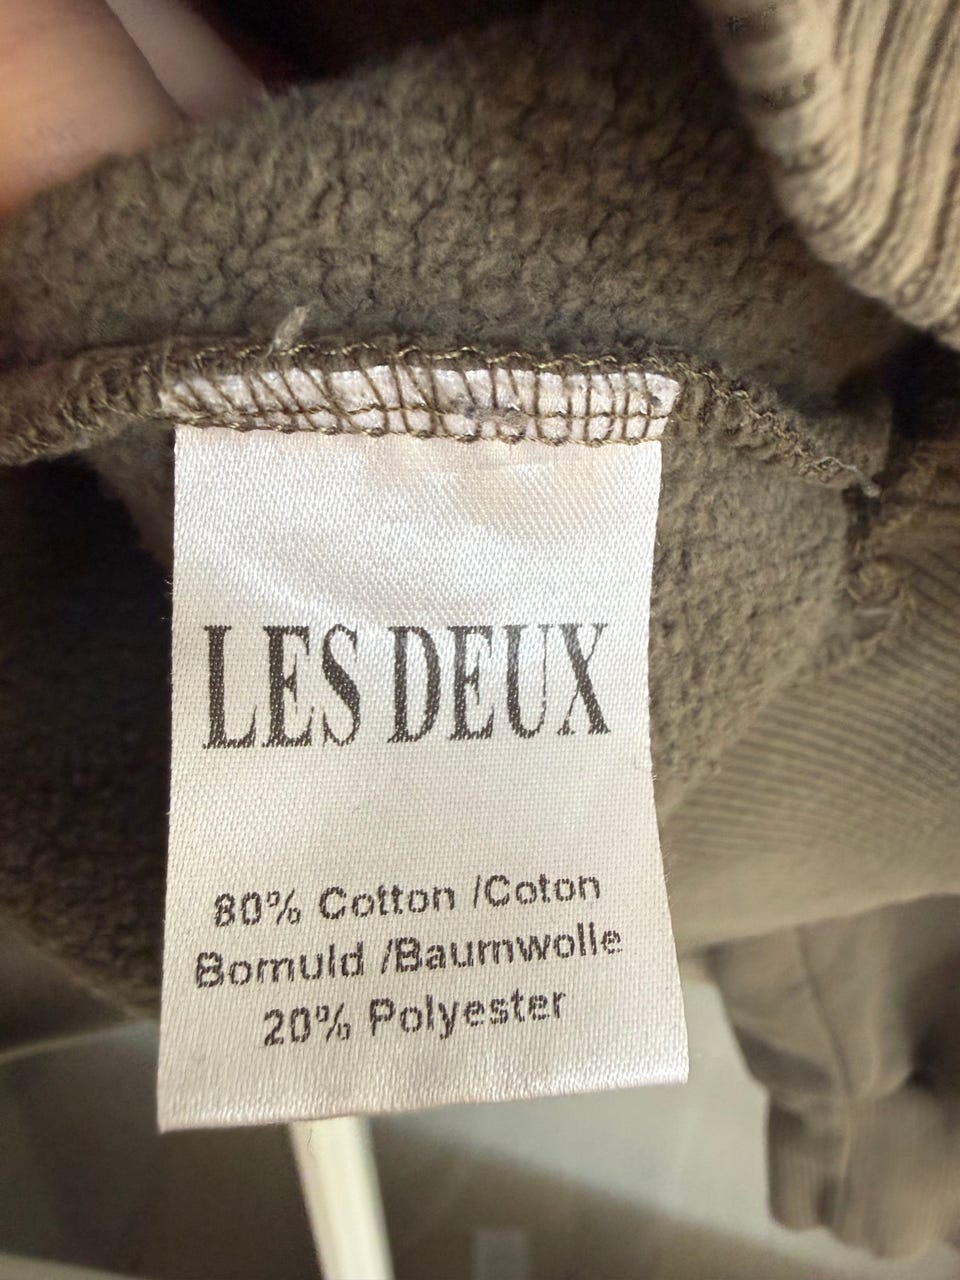 LES DEUX
80% Cotton /Coton
Bomuld /Baumwolle
20% Polyester